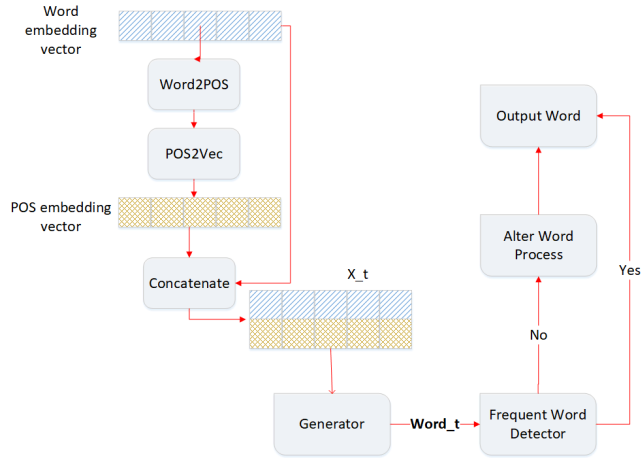 Word
embedding
vector
Word2POS
POS2Vec
POS embedding
vector
Concatenate
X_t
Generator
Word_t
Frequent Word
Detector
No
Yes
Alter Word
Process
Output Word